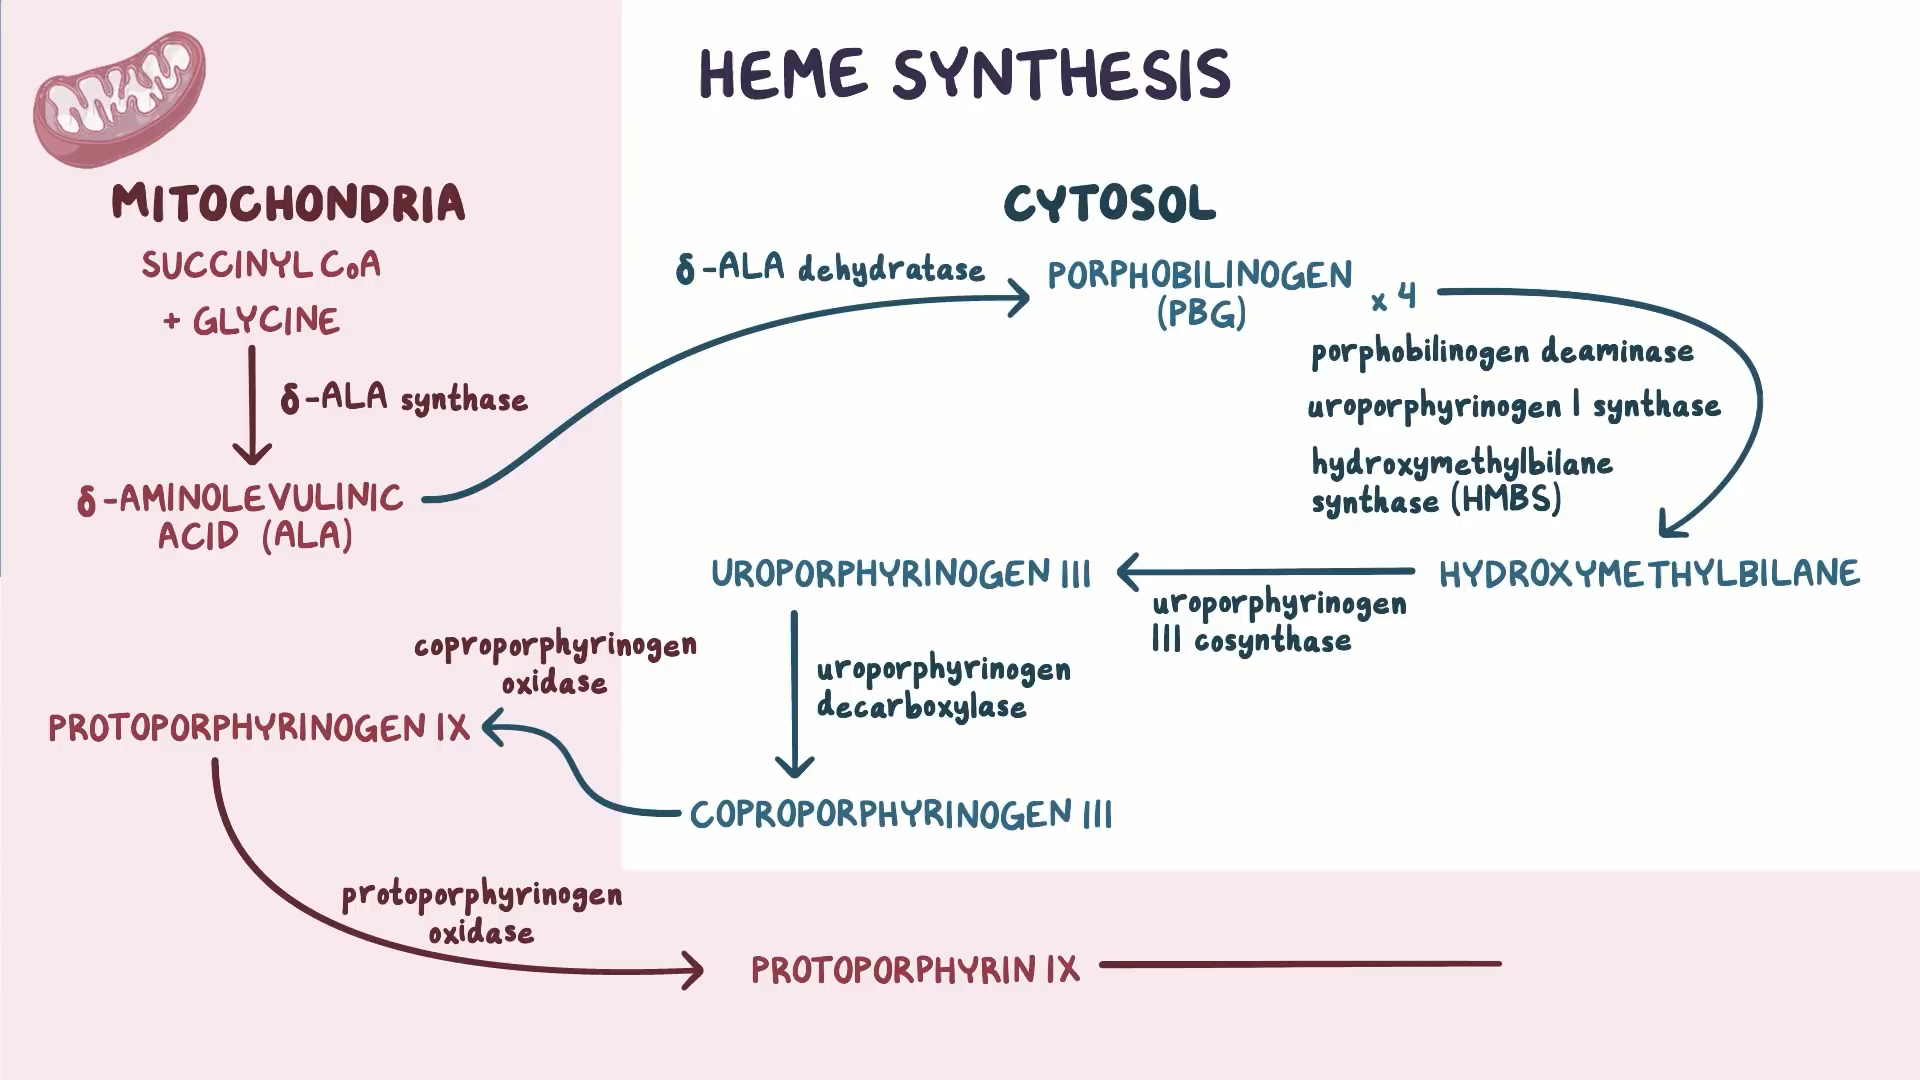 HEME SYNTHESIS
MITOCHONDRIA
SUCCINYL CoA
+ GLYCINE
δ-ALA synthase
δ-AMINOLEVULINIC
ACID (ALA)
CYTOSOL
δ-ALA dehydratase
PORPHOBILINOGEN
(PBG)
x 4
porphobilinogen deaminase
uroporphyrinogen I synthase
hydroxymethylbilane
synthase (HMBS)
HYDROXYMETHYLBILANE
uroporphyrinogen
III cosynthase
UROPORPHYRINOGEN III
uroporphyrinogen
decarboxylase
COPROPORPHYRINOGEN III
coproporphyrinogen
oxidase
PROTOPORPHYRINOGEN IX
protoporphyrinogen
oxidase
PROTOPORPHYRIN IX